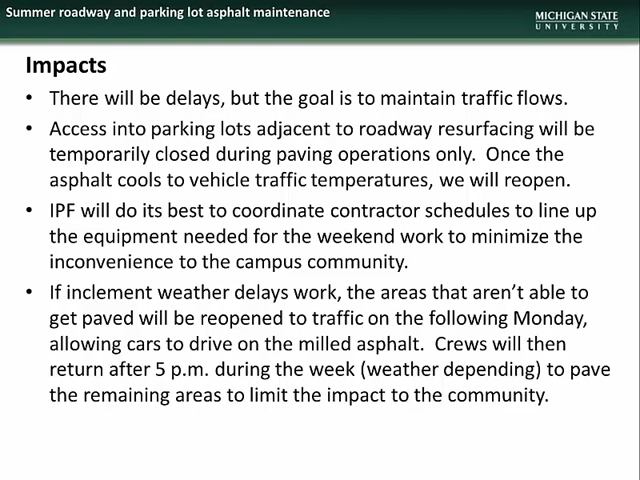 Summer roadway and parking lot asphalt maintenance
MICHIGAN STATE
UNIVERSITY
Impacts
• There will be delays, but the goal is to maintain traffic flows.
• Access into parking lots adjacent to roadway resurfacing will be
temporarily closed during paving operations only. Once the
asphalt cools to vehicle traffic temperatures, we will reopen.
• IPF will do its best to coordinate contractor schedules to line up
the equipment needed for the weekend work to minimize the
inconvenience to the campus community.
• If inclement weather delays work, the areas that aren’t able to
get paved will be reopened to traffic on the following Monday,
allowing cars to drive on the milled asphalt. Crews will then
return after 5 p.m. during the week (weather depending) to pave
the remaining areas to limit the impact to the community.